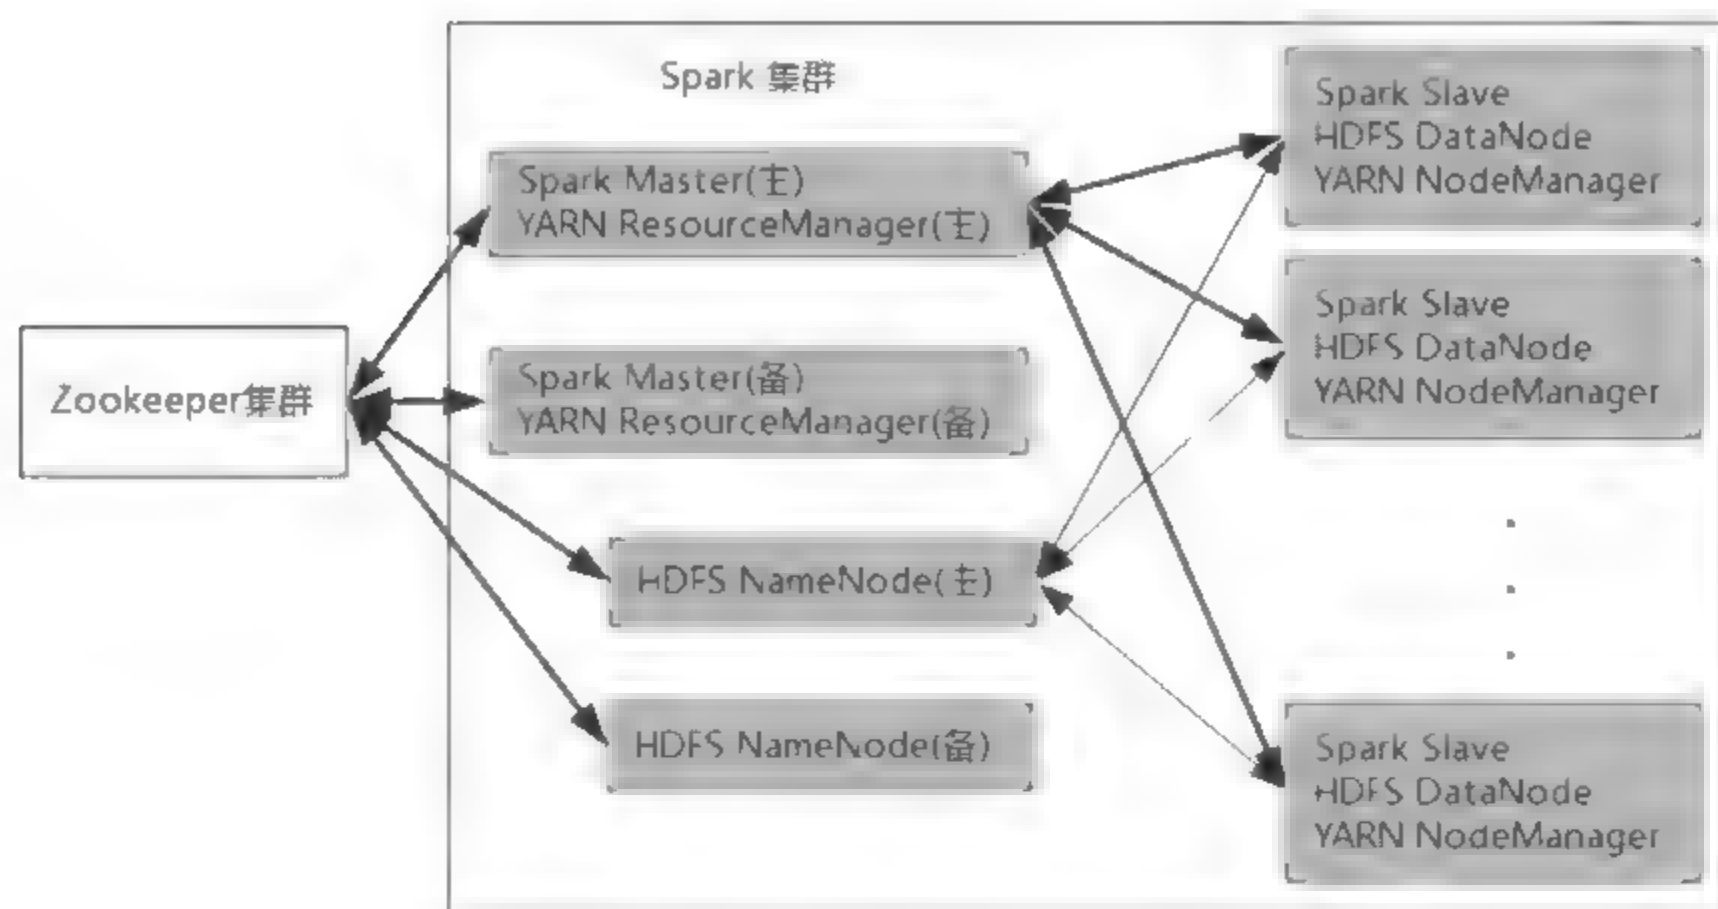 Spark 集群
Spark Master(主)
YARN ResourceManager(主)
Spark Master(备)
YARN ResourceManager(备)
Zookeeper集群
HDFS NameNode(主)
HDFS NameNode(备)
Spark Slave
HDFS DataNode
YARN NodeManager
Spark Slave
HDFS DataNode
YARN NodeManager
Spark Slave
HDFS DataNode
YARN NodeManager